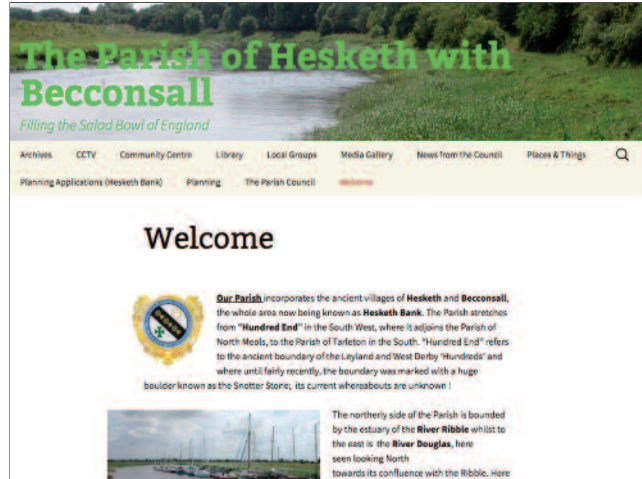 The Parish of Hesketh with
Becconsall
Filling the Salad Bowl of England
Archives CCTV Community Centre Library Local Groups Media Gallery News from the Council Places & Things
Planning Applications (Hesketh Bank) Planning The Parish Council Welcome
Welcome
Our Parish incorporates the ancient villages of Hesketh and Becconsall,
the whole area now being known as Hesketh Bank. The Parish stretches
from "Hundred End" in the South West, where it adjoins the Parish of
North Meols, to the Parish of Tarleton in the South. "Hundred End" refers
to the ancient boundary of the Leyland and West Derby 'Hundreds' and
where until fairly recently, the boundary was marked with a huge
boulder known as the Snotter Stone; its current whereabouts are unknown !
The northerly side of the Parish is bounded
by the estuary of the River Ribble whilst to
the east is the River Douglas, here
seen looking North
towards its confluence with the Ribble. Here